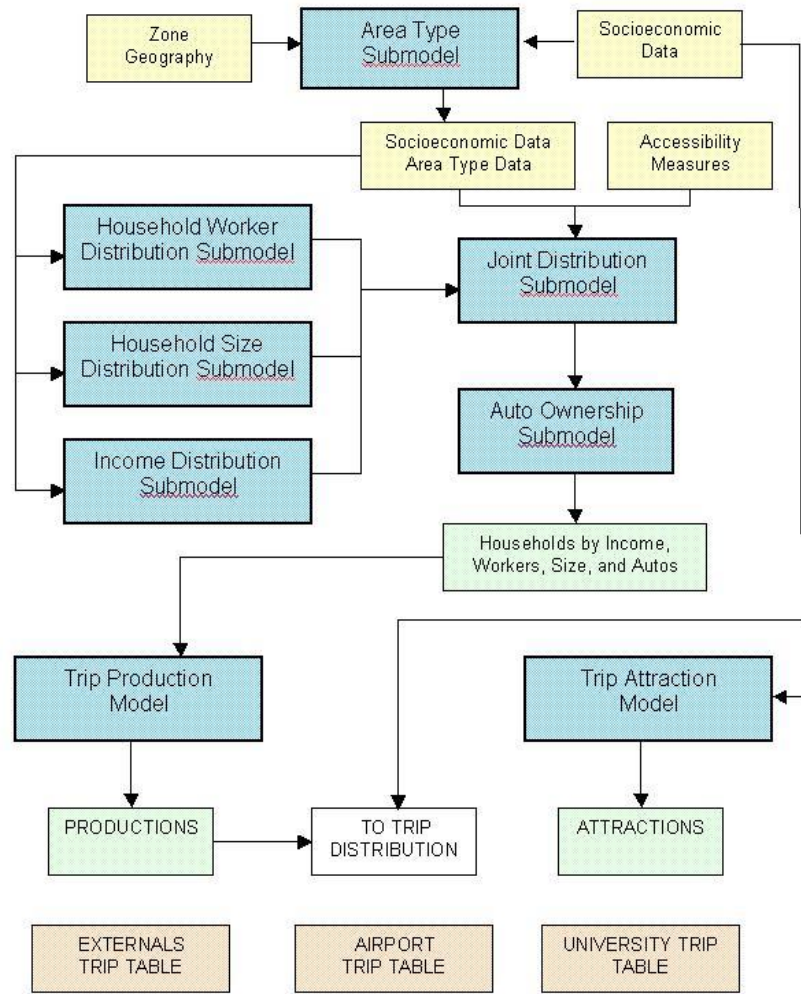 Zone
Geography
Area Type
Submodel
Socioeconomic
Data
Socioeconomic Data
Area Type Data
Accessibility
Measures
Household Worker
Distribution Submodel
Joint Distribution
Submodel
Household Size
Distribution Submodel
Auto Ownership
Submodel
Income Distribution
Submodel
Households by Income,
Workers, Size, and Autos
Trip Production
Model
Trip Attraction
Model
PRODUCTIONS
TO TRIP
DISTRIBUTION
ATTRACTIONS
EXTERNALS
TRIP TABLE
AIRPORT
TRIP TABLE
UNIVERSITY TRIP
TABLE